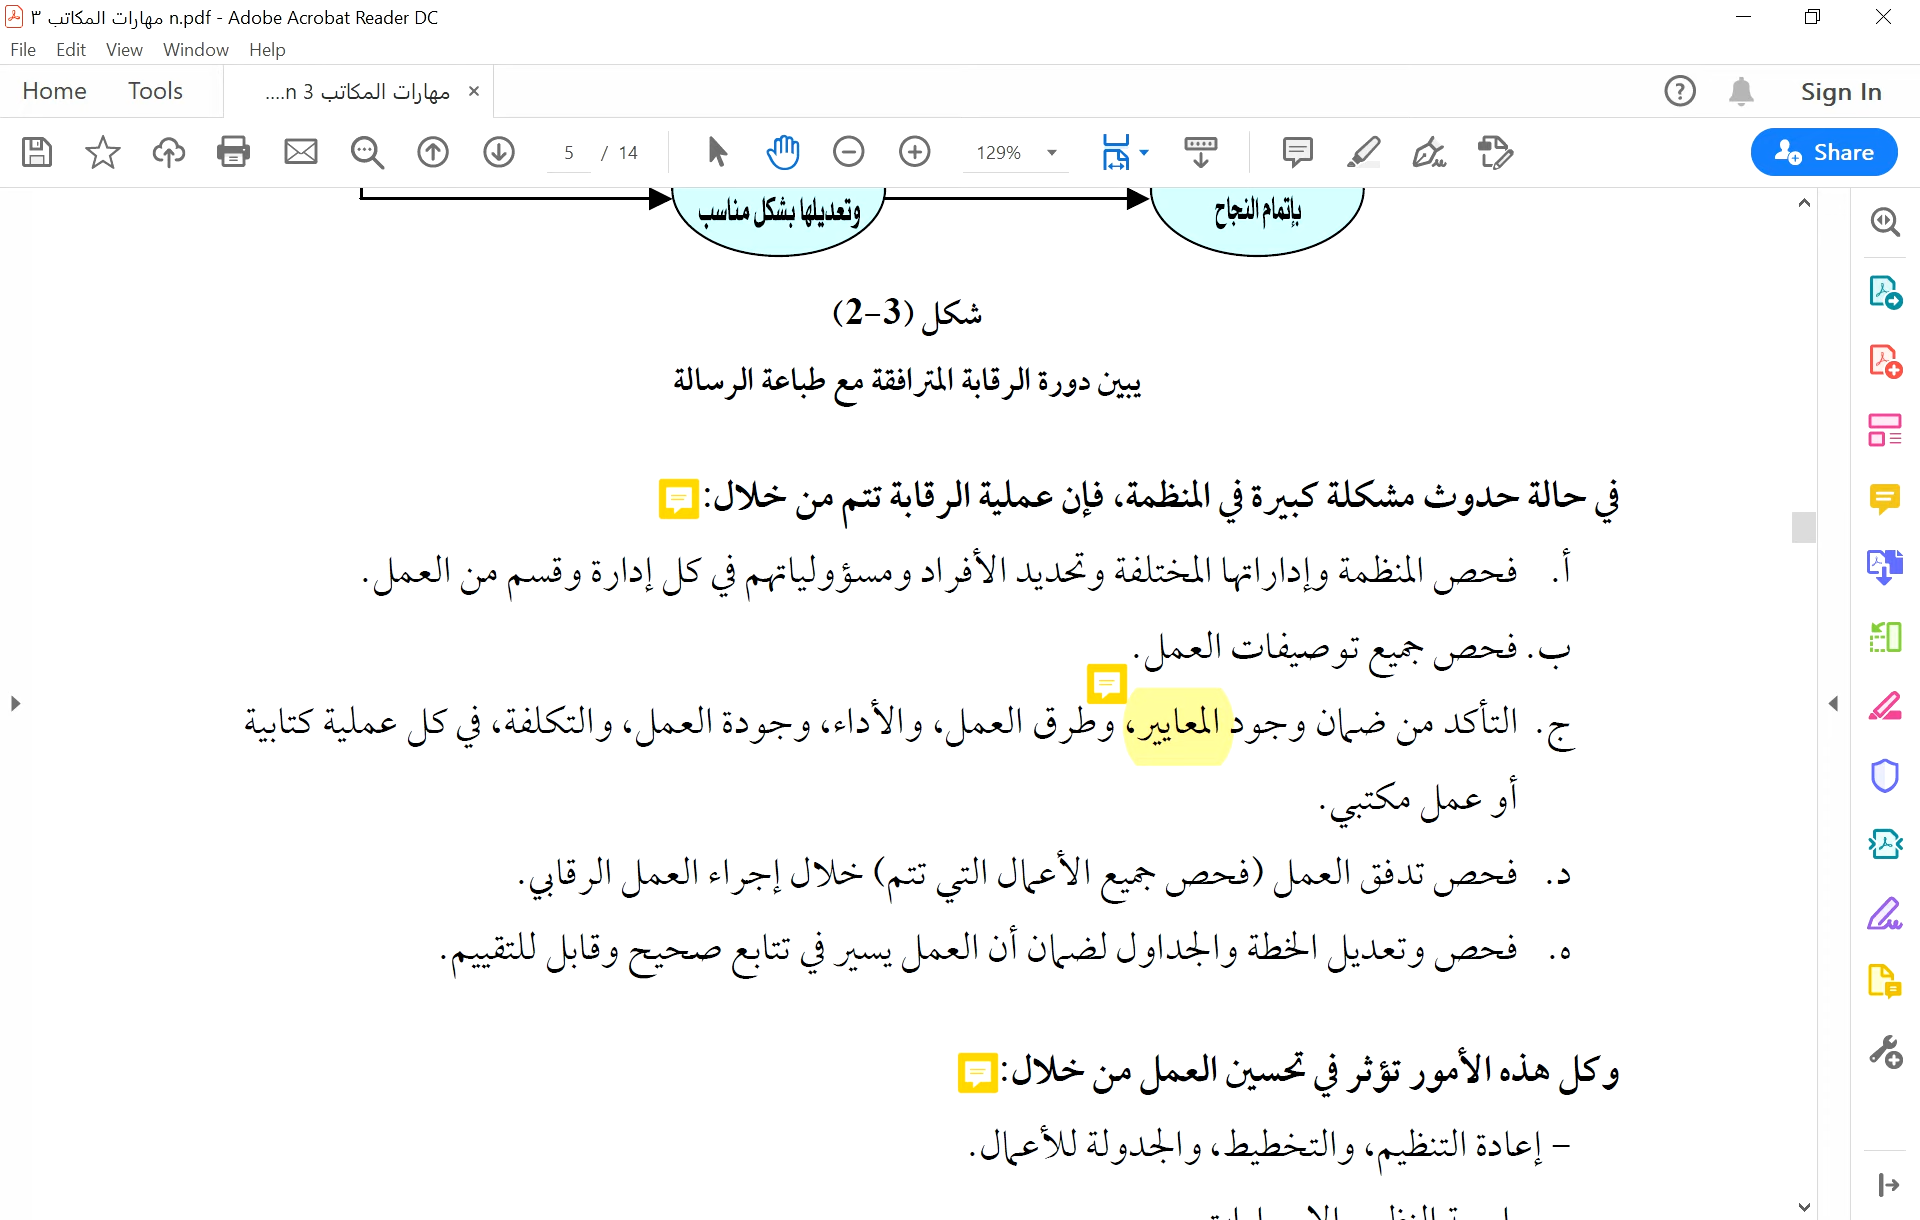 مهارات المكاتب ٣ n.pdf - Adobe Acrobat Reader DC
File Edit View Window Help
Home Tools مهارات المكاتب 3 n.... × Sign In
5 / 14 129% Share
وتعديلها بشكل مناسب
بإتمام النجاح
شكل (3-2)
يبين دورة الرقابة المترافقة مع طباعة الرسالة
في حالة حدوث مشكلة كبيرة في المنظمة، فإن عملية الرقابة تتم من خلال:
أ. فحص المنظمة وإداراتها المختلفة وتحديد الأفراد ومسؤولياتهم في كل إدارة وقسم من العمل.
ب. فحص جميع توصيفات العمل.
ج. التأكد من ضمان وجود المعايير، وطرق العمل، والأداء، وجودة العمل، والتكلفة، في كل عملية كتابية
أو عمل مكتبي.
د. فحص تدفق العمل (فحص جميع الأعمال التي تتم) خلال إجراء العمل الرقابي.
ه. فحص وتعديل الخطة والجداول لضمان أن العمل يسير في تتابع صحيح وقابل للتقييم.
وكل هذه الأمور تؤثر في تحسين العمل من خلال:
– إعادة التنظيم، والتخطيط، والجدولة للأعمال.